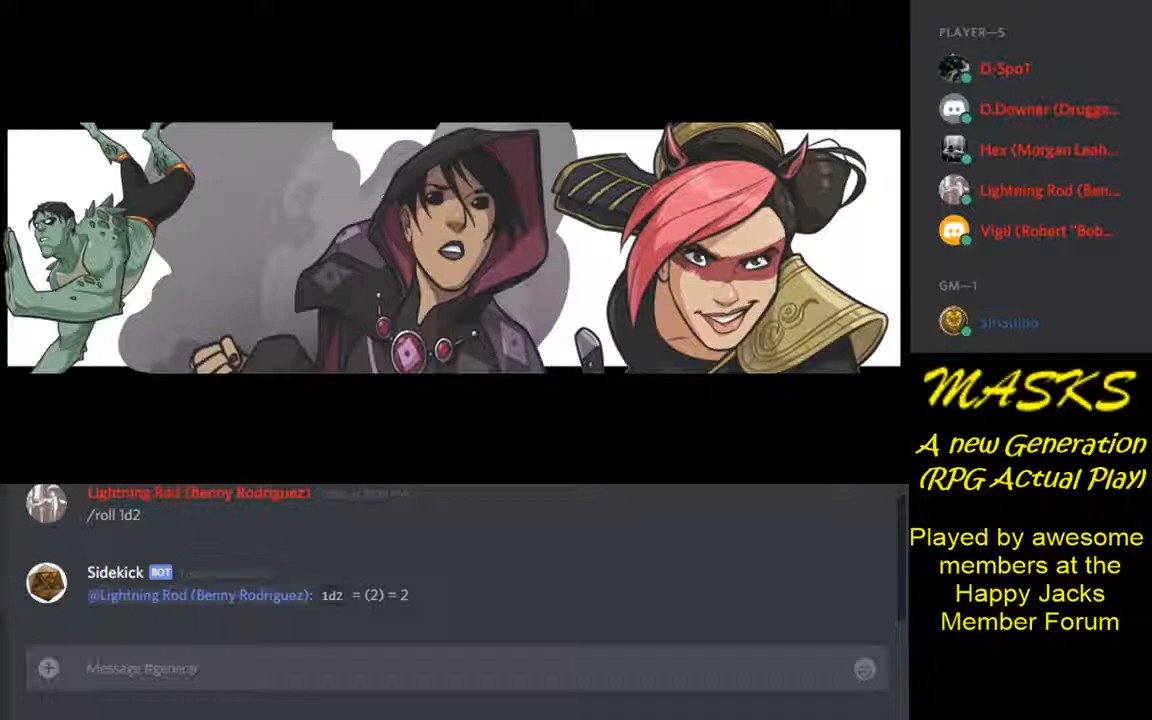 PLAYER—5
D-SpoT
D.Downer (Drugge...
Hex (Morgan Leah...
Lightning Rod (Ben...
Vigil (Robert "Bob...
GM—1
MASKS
A new Generation
(RPG Actual Play)
Played by awesome
members at the
Happy Jacks
Member Forum
Lightning Rod (Benny Rodriguez)
/roll 1d2
Sidekick BOT
@Lightning Rod (Benny Rodriguez): 1d2 = (2) = 2
Message #general